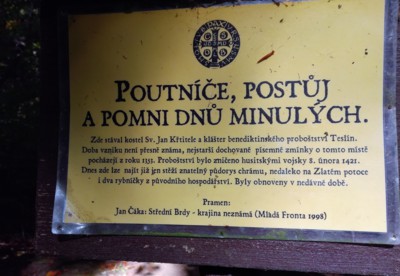 POUTNÍČE, POSTŮJ
A POMNI DNŮ MINULÝCH.
Zde stával kostel Sv. Jan Křtitele a klášter benediktinského proboštství Teslín.
Doba vzniku není přesně známa, nejstarší dochované písemné zmínky o tomto místě
pocházejí z roku 1351. Proboštství bylo zničeno husitskými vojsky 8. února 1421.
Dnes zde lze najít již jen stěží znatelný půdorys chrámu, nedaleko na Zlatém potoce
i dva rybníčky z původního hospodářství. Byly obnoveny v nedávné době.
Pramen:
Jan Čáka: Střední Brdy - krajina neznámá (Mladá Fronta 1998)